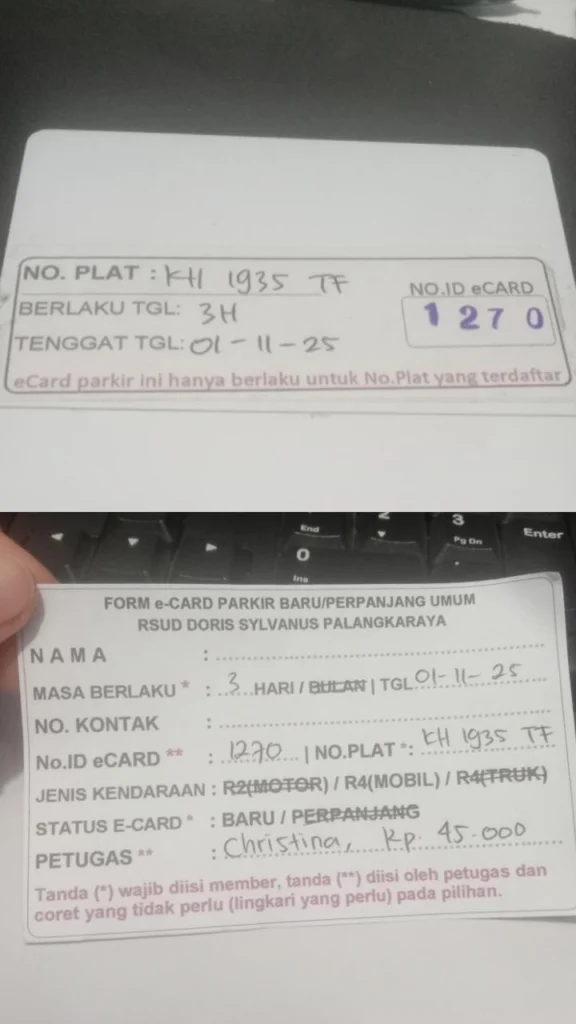 NO. PLAT : KH 1935 TF
BERLAKU TGL: 3H
TENGGAT TGL: 01-11-25
NO.ID eCARD
1270
eCard parkir ini hanya berlaku untuk No.Plat yang terdaftar
End
2
3
Pg Dn
Enter
0
Ins
.
FORM e-CARD PARKIR BARU/PERPANJANG UMUM
RSUD DORIS SYLVANUS PALANGKARAYA
NAMA :
MASA BERLAKU * : 3 HARI / BULAN | TGL 01-11-25
NO. KONTAK :
No.ID eCARD ** : 1270 | NO.PLAT *: KH 1935 TF
JENIS KENDARAAN : R2(MOTOR) / R4(MOBIL) / R4(TRUK)
STATUS E-CARD * : BARU / PERPANJANG
PETUGAS ** : Christina, Rp. 45.000
Tanda (*) wajib diisi member, tanda (**) diisi oleh petugas dan
coret yang tidak perlu (lingkari yang perlu) pada pilihan.